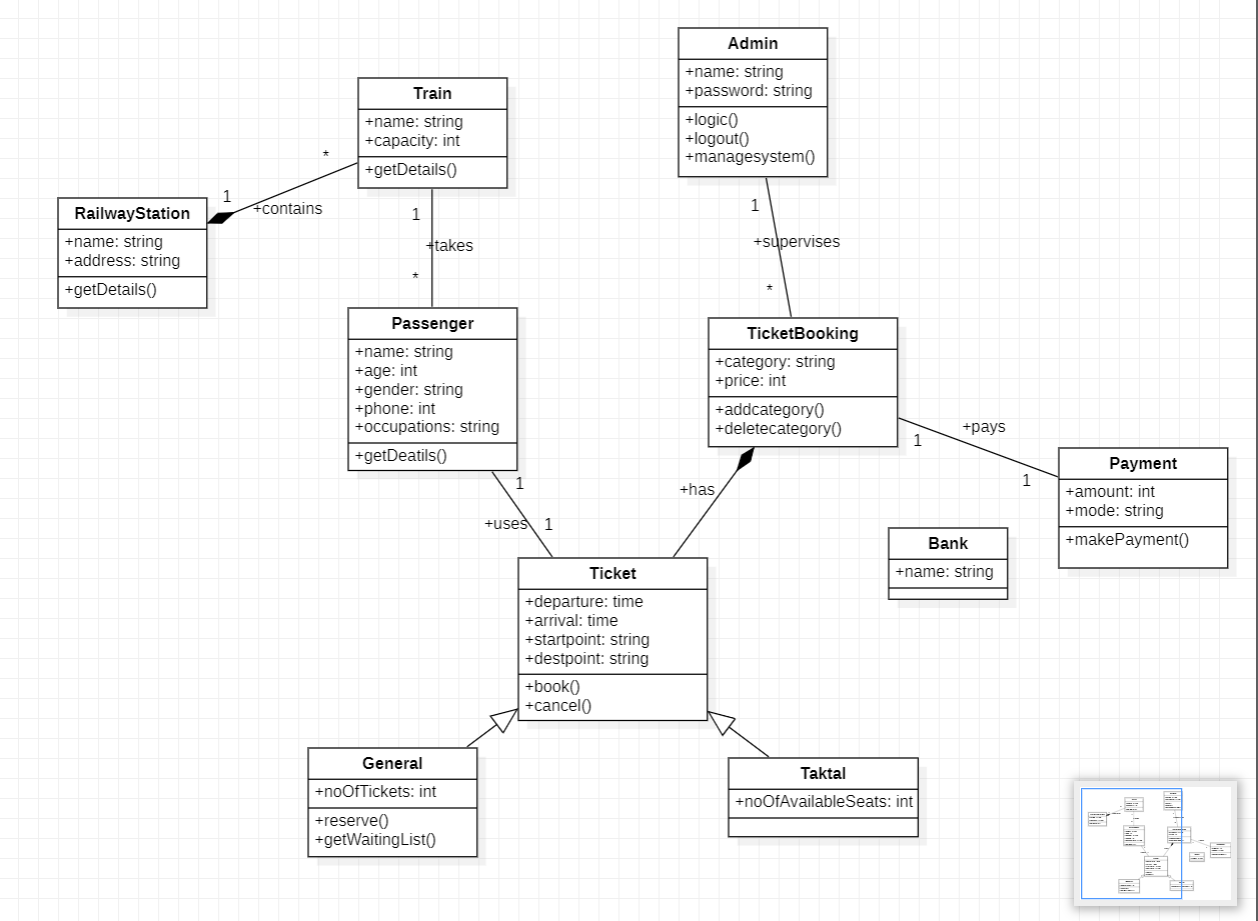 Admin
+name: string
+password: string
+logic()
+logout()
+managesystem()
Train
+name: string
+capacity: int
+getDetails()
*
1
+contains
RailwayStation
+name: string
+address: string
+getDetails()
1
+takes
*
1
+supervises
*
Passenger
+name: string
+age: int
+gender: string
+phone: int
+occupations: string
+getDeatils()
TicketBooking
+category: string
+price: int
+addcategory()
+deletecategory()
+pays
1
1
Payment
+amount: int
+mode: string
+makePayment()
1
+uses
1
+has
Bank
+name: string
Ticket
+departure: time
+arrival: time
+startpoint: string
+destpoint: string
+book()
+cancel()
General
+noOfTickets: int
+reserve()
+getWaitingList()
Taktal
+noOfAvailableSeats: int